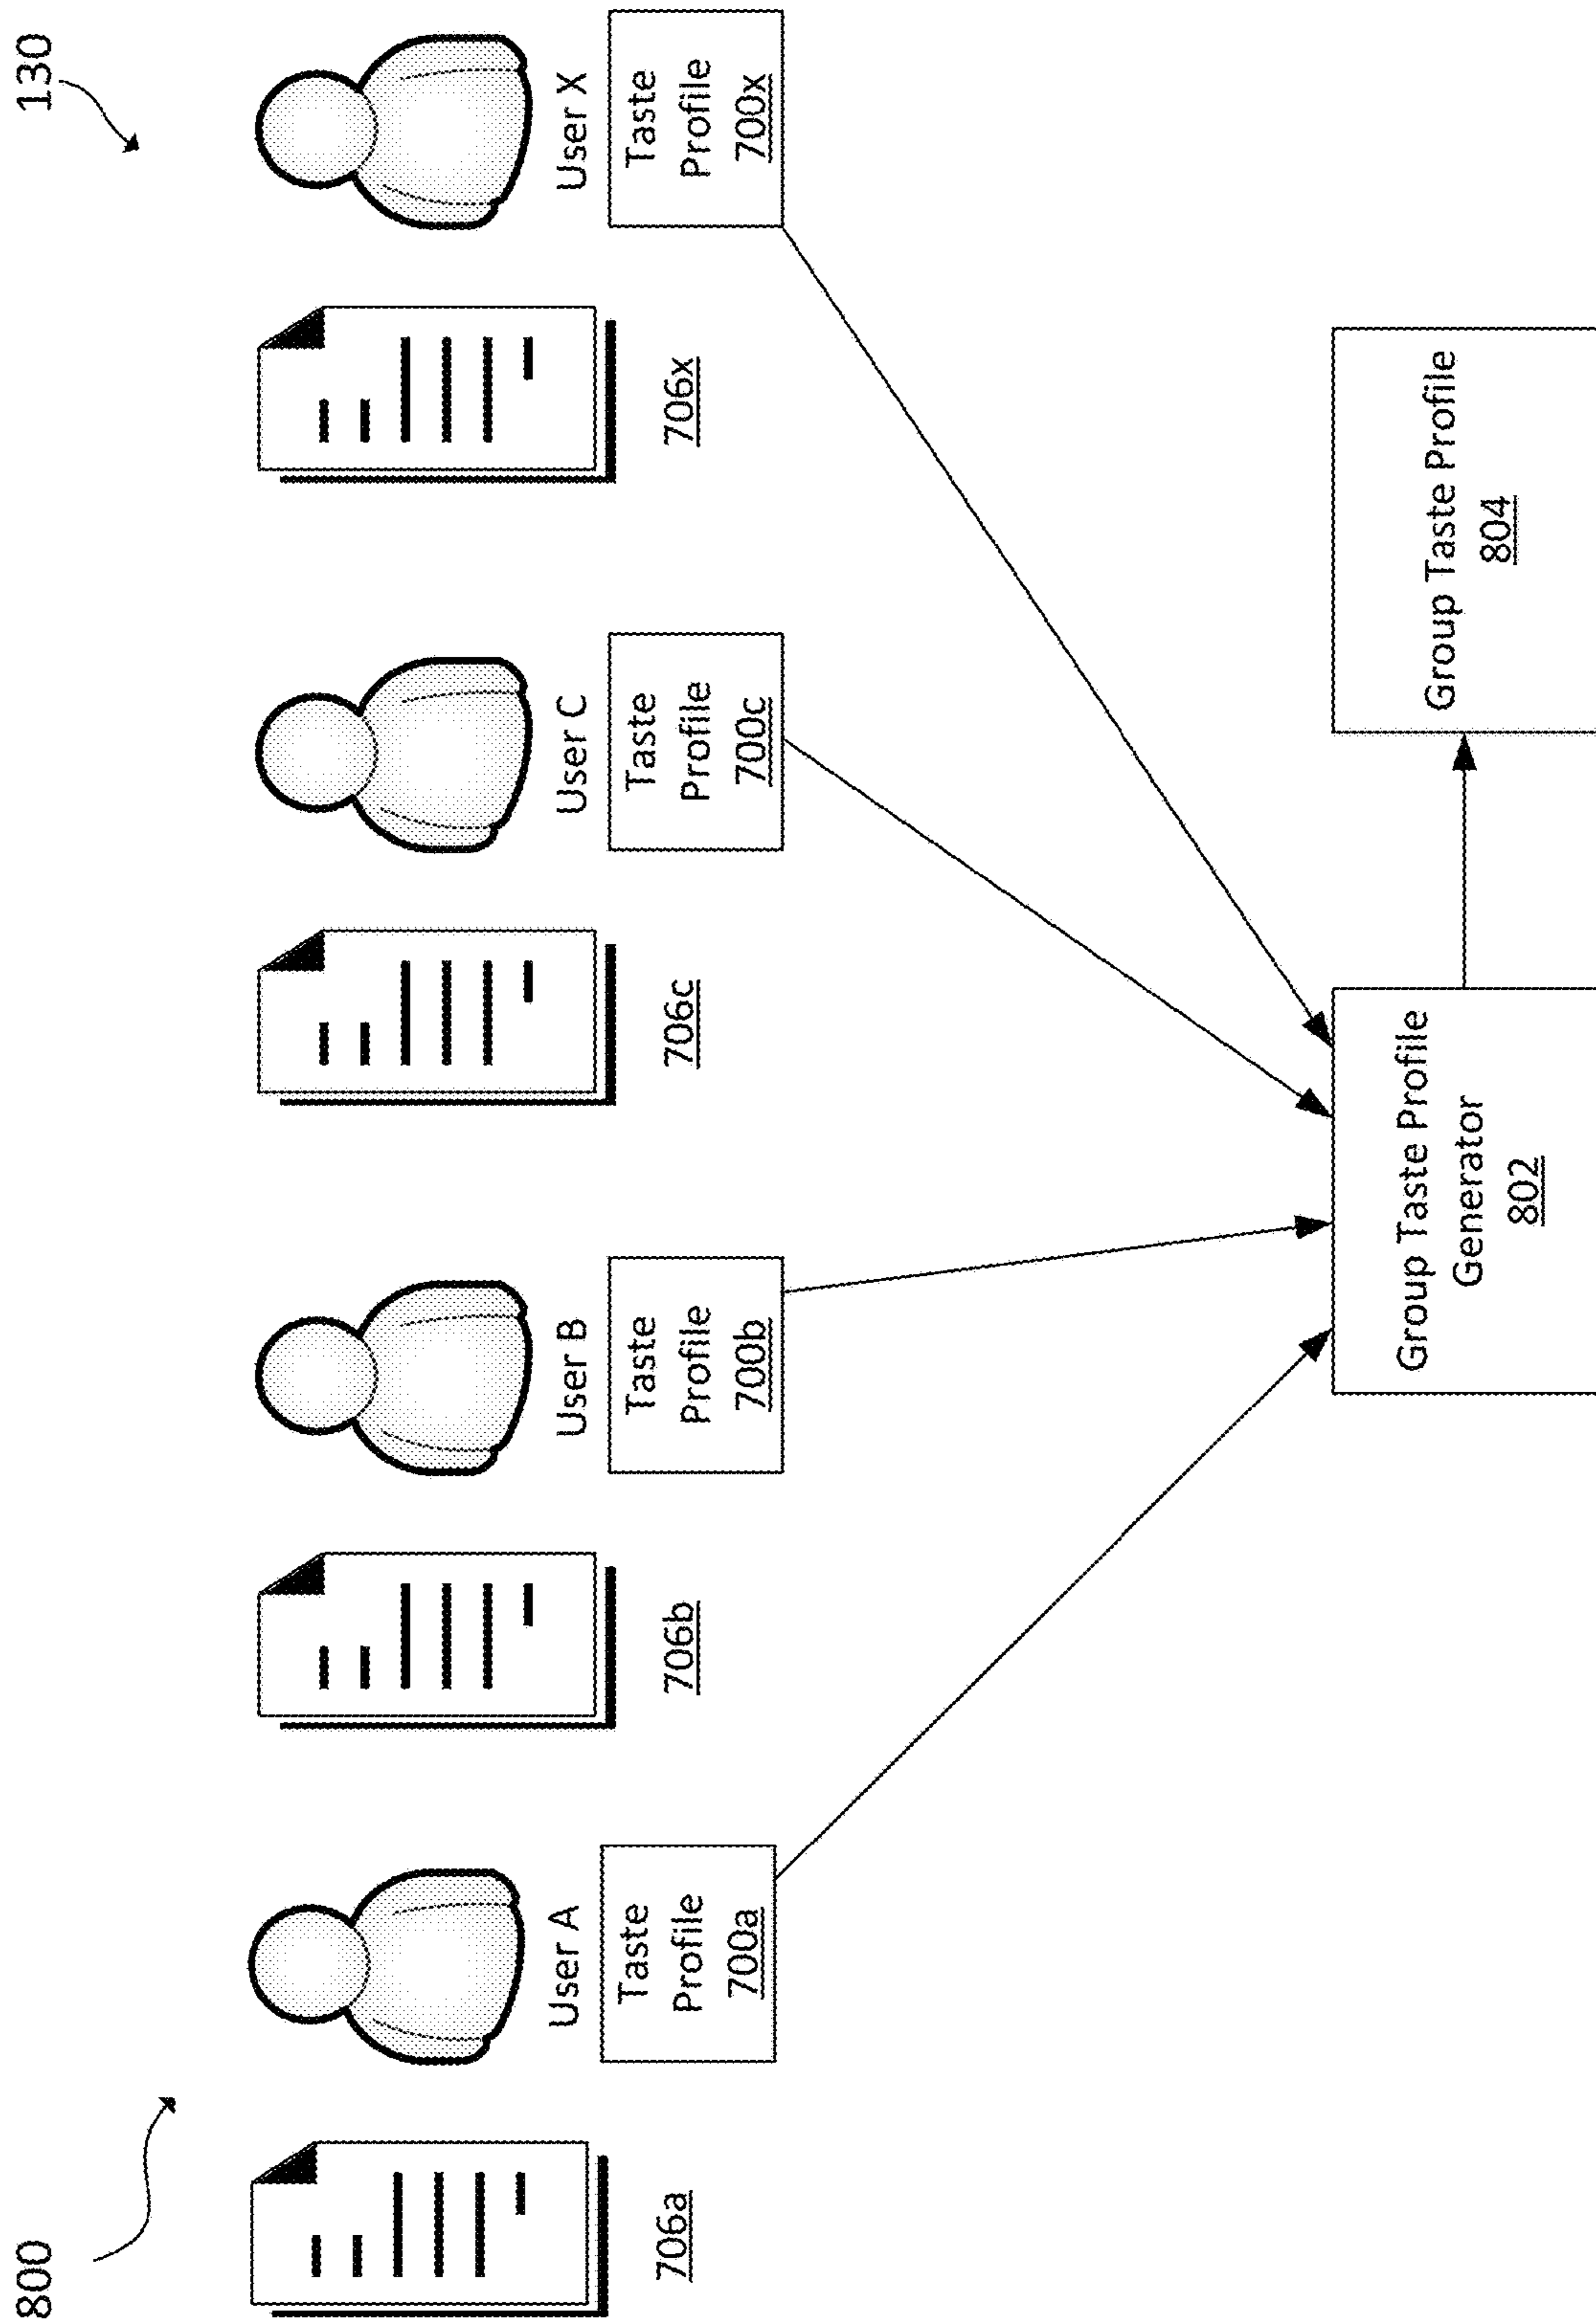 800
130
706a
User A
Taste
Profile
700a
706b
User B
Taste
Profile
700b
706c
User C
Taste
Profile
700c
706x
User X
Taste
Profile
700x
Group Taste Profile
Generator
802
Group Taste Profile
804